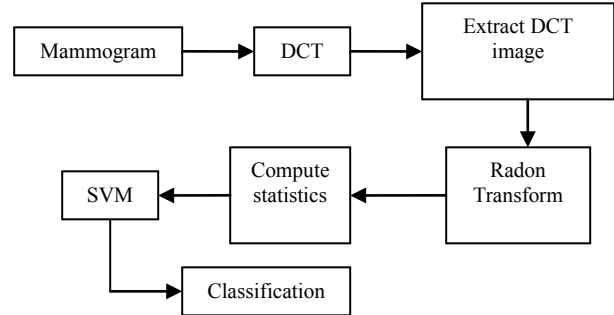 Mammogram
DCT
Extract DCT
image
Radon
Transform
Compute
statistics
SVM
Classification